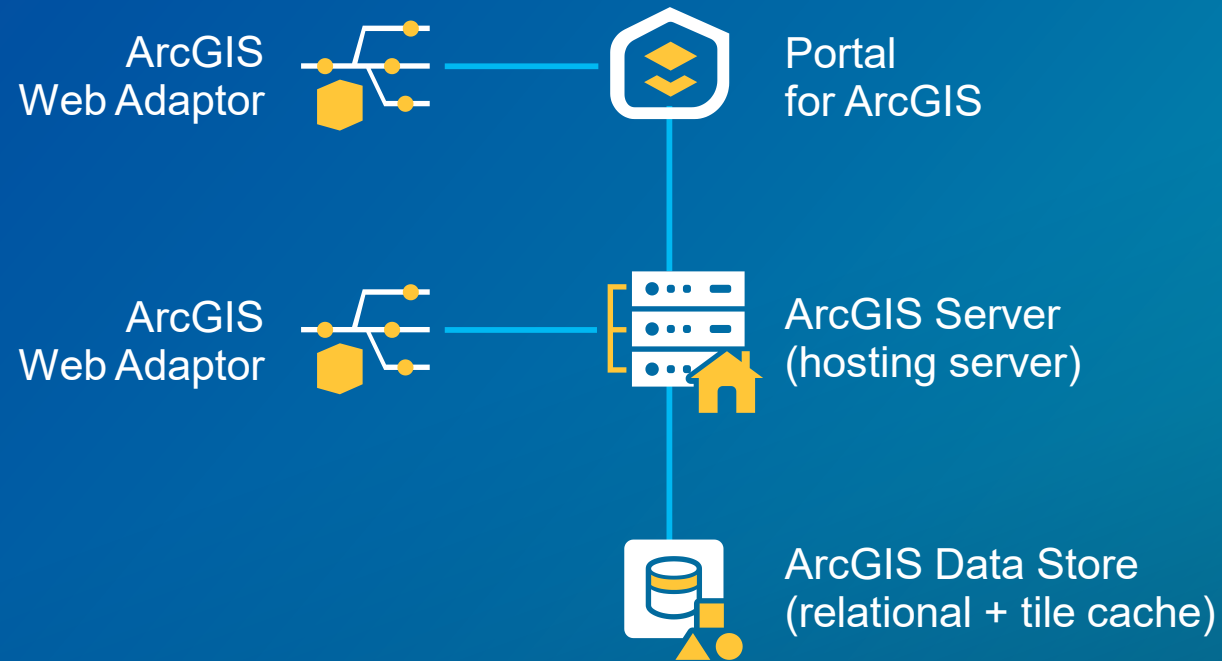 ArcGIS
Web Adaptor
Portal
for ArcGIS
ArcGIS
Web Adaptor
ArcGIS Server
(hosting server)
ArcGIS Data Store
(relational + tile cache)